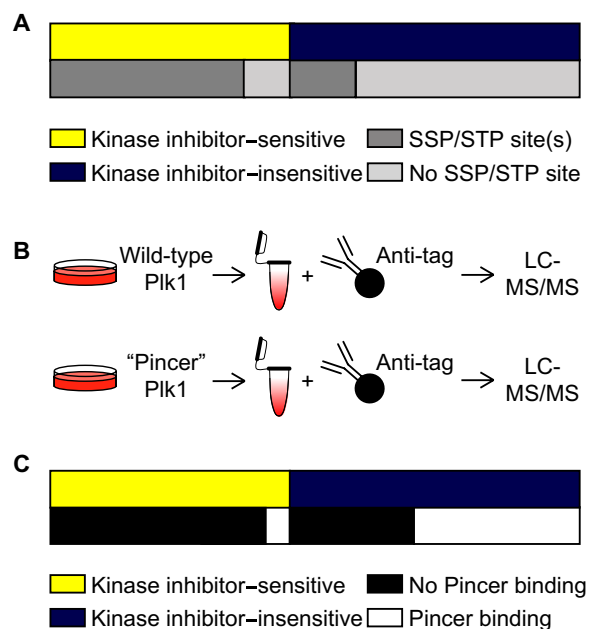 A
Kinase inhibitor–sensitive SSP/STP site(s)
Kinase inhibitor–insensitive No SSP/STP site
B
Wild-type Plk1 + Anti-tag LC-MS/MS
“Pincer” Plk1 + Anti-tag LC-MS/MS
C
Kinase inhibitor–sensitive No Pincer binding
Kinase inhibitor–insensitive Pincer binding